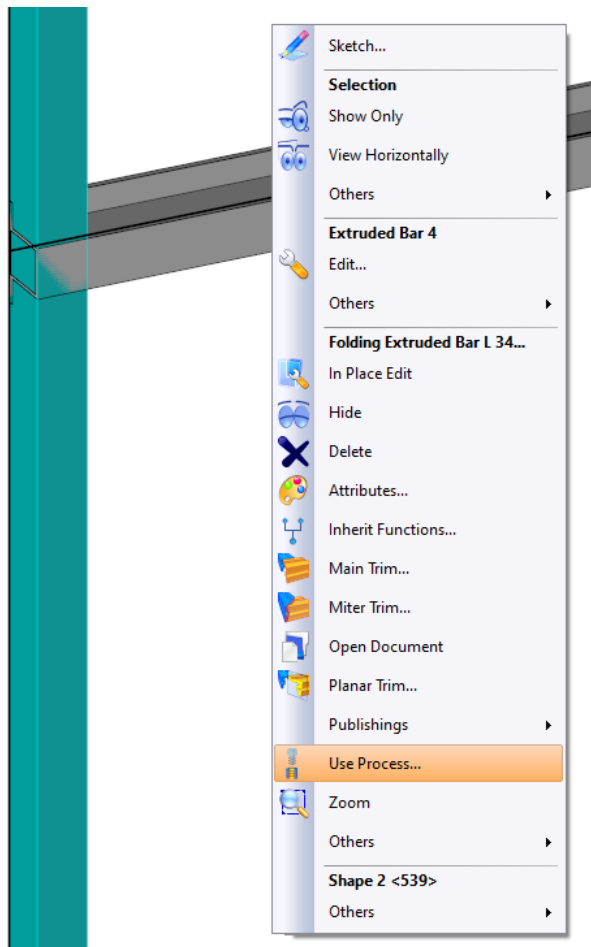 Sketch...
Selection
Show Only
View Horizontally
Others
Extruded Bar 4
Edit...
Others
Folding Extruded Bar L 34...
In Place Edit
Hide
Delete
Attributes...
Inherit Functions...
Main Trim...
Miter Trim...
Open Document
Planar Trim...
Publishings
Use Process...
Zoom
Others
Shape 2 <539>
Others